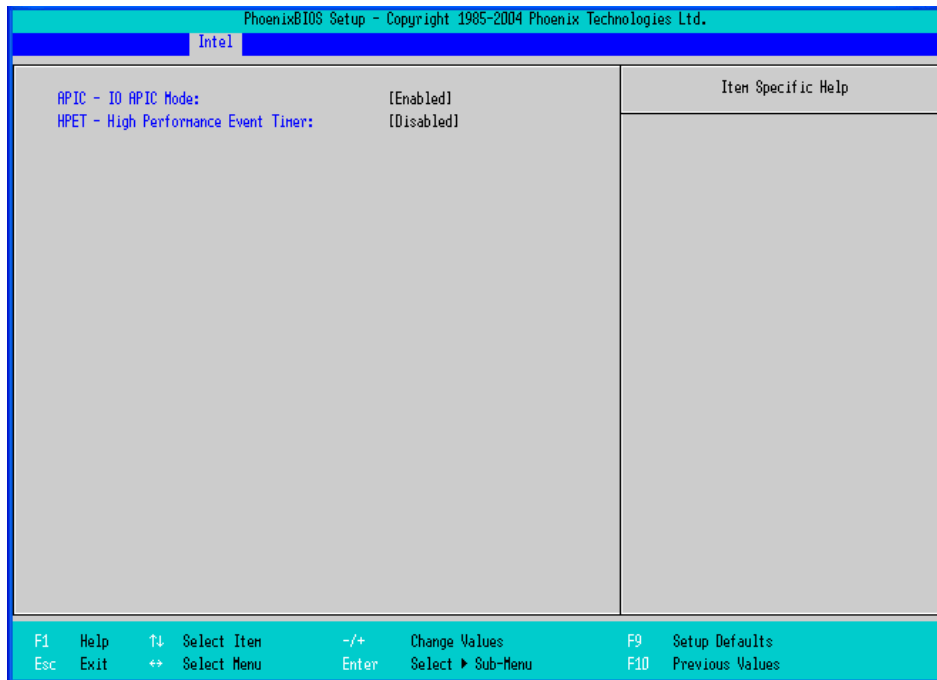 PhoenixBIOS Setup - Copyright 1985-2004 Phoenix Technologies Ltd.
Intel
APIC - IO APIC Mode: [Enabled]
HPET - High Performance Event Timer: [Disabled]
Item Specific Help
F1 Help ↑↓ Select Item -/+ Change Values F9 Setup Defaults
Esc Exit ↔ Select Menu Enter Select ▶ Sub-Menu F10 Previous Values